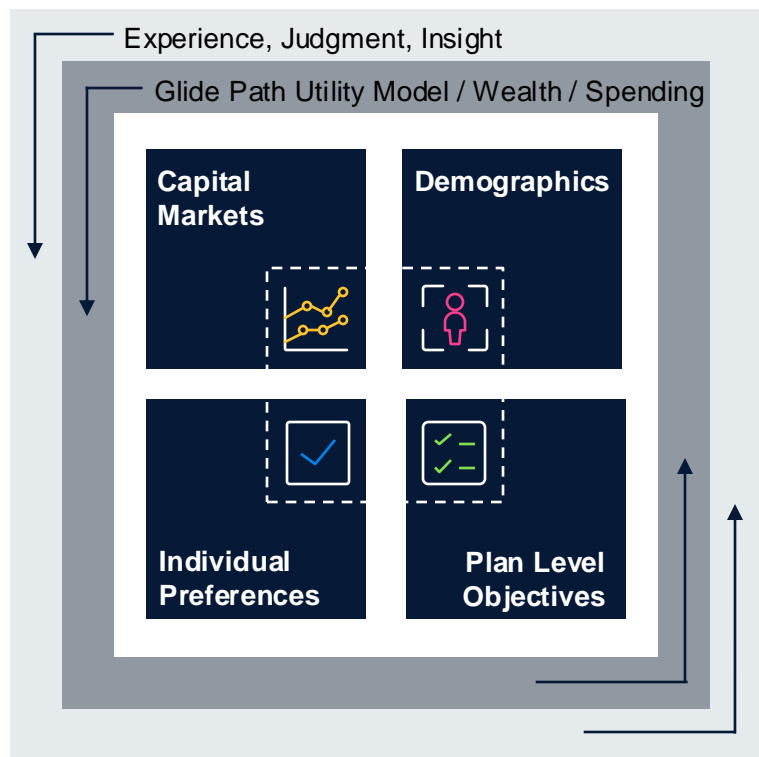 Experience, Judgment, Insight
Glide Path Utility Model / Wealth / Spending
Capital
Markets
Demographics
Individual
Preferences
Plan Level
Objectives